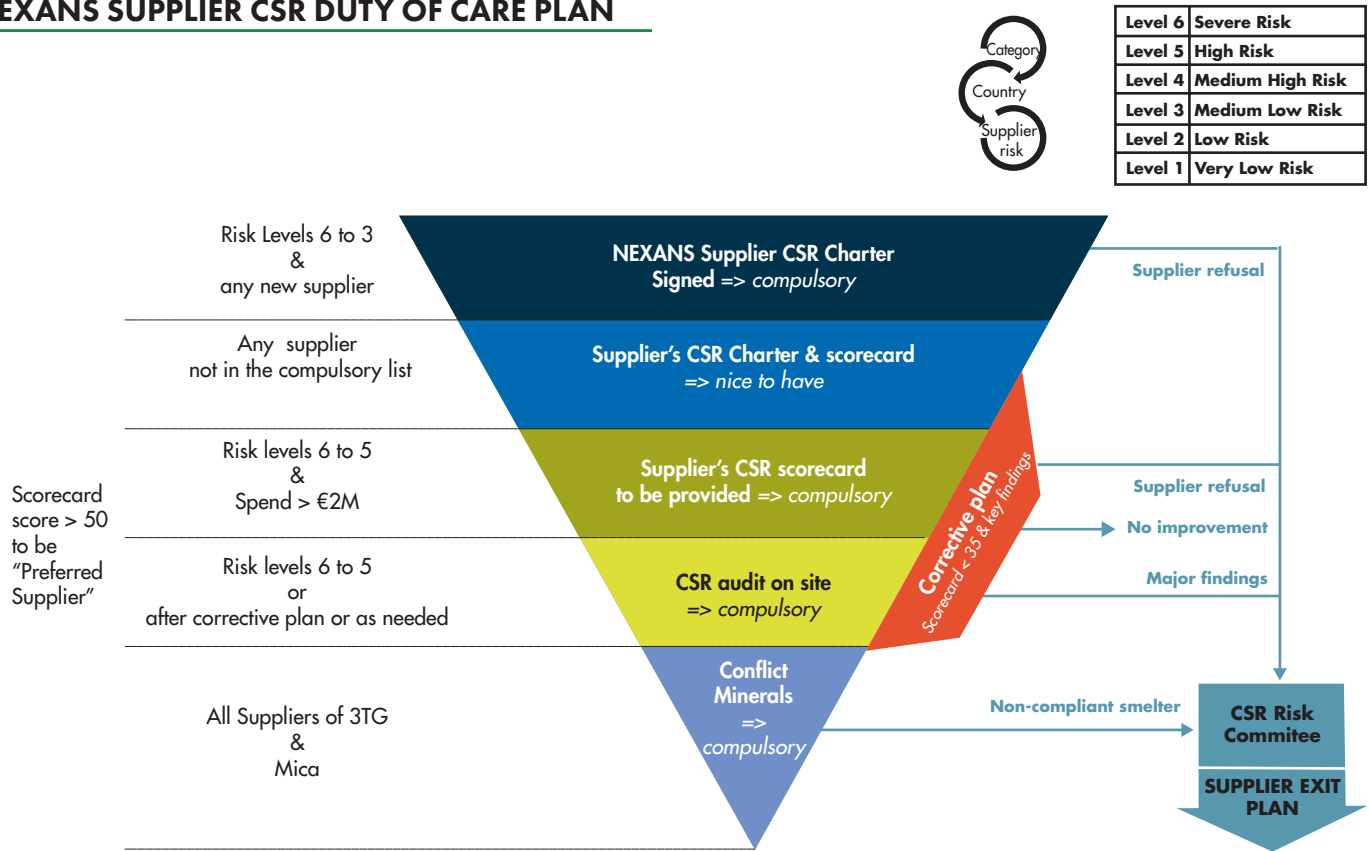 EXANS SUPPLIER CSR DUTY OF CARE PLAN
Category
Country
Supplier
risk
Level 6 Severe Risk
Level 5 High Risk
Level 4 Medium High Risk
Level 3 Medium Low Risk
Level 2 Low Risk
Level 1 Very Low Risk
Risk Levels 6 to 3
&
any new supplier
NEXANS Supplier CSR Charter
Signed => compulsory
Supplier refusal
Any supplier
not in the compulsory list
Supplier's CSR Charter & scorecard
=> nice to have
Scorecard
score > 50
to be
"Preferred
Supplier"
Risk levels 6 to 5
&
Spend > €2M
Supplier's CSR scorecard
to be provided => compulsory
Corrective plan
Scorecard < 35 & key findings
Supplier refusal
No improvement
Risk levels 6 to 5
or
after corrective plan or as needed
CSR audit on site
=> compulsory
Major findings
All Suppliers of 3TG
&
Mica
Conflict
Minerals
=>
compulsory
Non-compliant smelter
CSR Risk
Commitee
SUPPLIER EXIT
PLAN